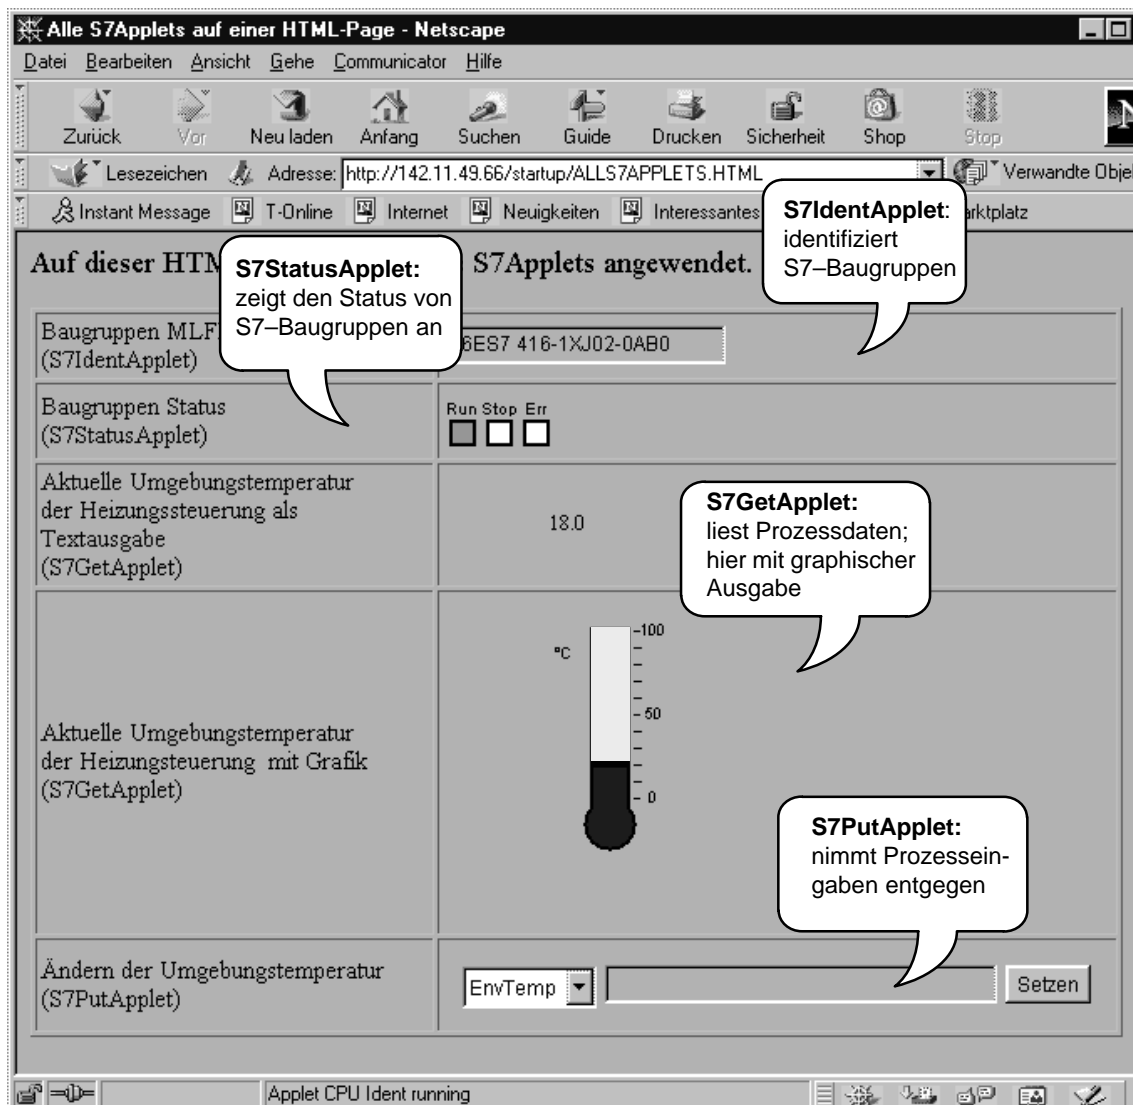 Alle S7Applets auf einer HTML-Page - Netscape
Datei Bearbeiten Ansicht Gehe Communicator Hilfe
Zurück Vor Neu laden Anfang Suchen Guide Drucken Sicherheit Shop Stop
Lesezeichen Adresse: http://142.11.49.66/startup/ALLS7APPLETS.HTML Verwandte Objel
Instant Message T-Online Internet Neuigkeiten Interessantes arktplatz
S7IdentApplet:
identifiziert
S7–Baugruppen
Auf dieser HTM S7Applets angewendet.
S7StatusApplet:
zeigt den Status von
S7–Baugruppen an
Baugruppen MLF
(S7IdentApplet)
6ES7 416-1XJ02-0AB0
Baugruppen Status
(S7StatusApplet)
Run Stop Err
Aktuelle Umgebungstemperatur
der Heizungssteuerung als
Textausgabe
(S7GetApplet)
18.0
S7GetApplet:
liest Prozessdaten;
hier mit graphischer
Ausgabe
Aktuelle Umgebungstemperatur
der Heizungsteuerung mit Grafik
(S7GetApplet)
°C
100
50
0
S7PutApplet:
nimmt Prozessein-
gaben entgegen
Ändern der Umgebungstemperatur
(S7PutApplet)
EnvTemp Setzen
Applet CPU Ident running